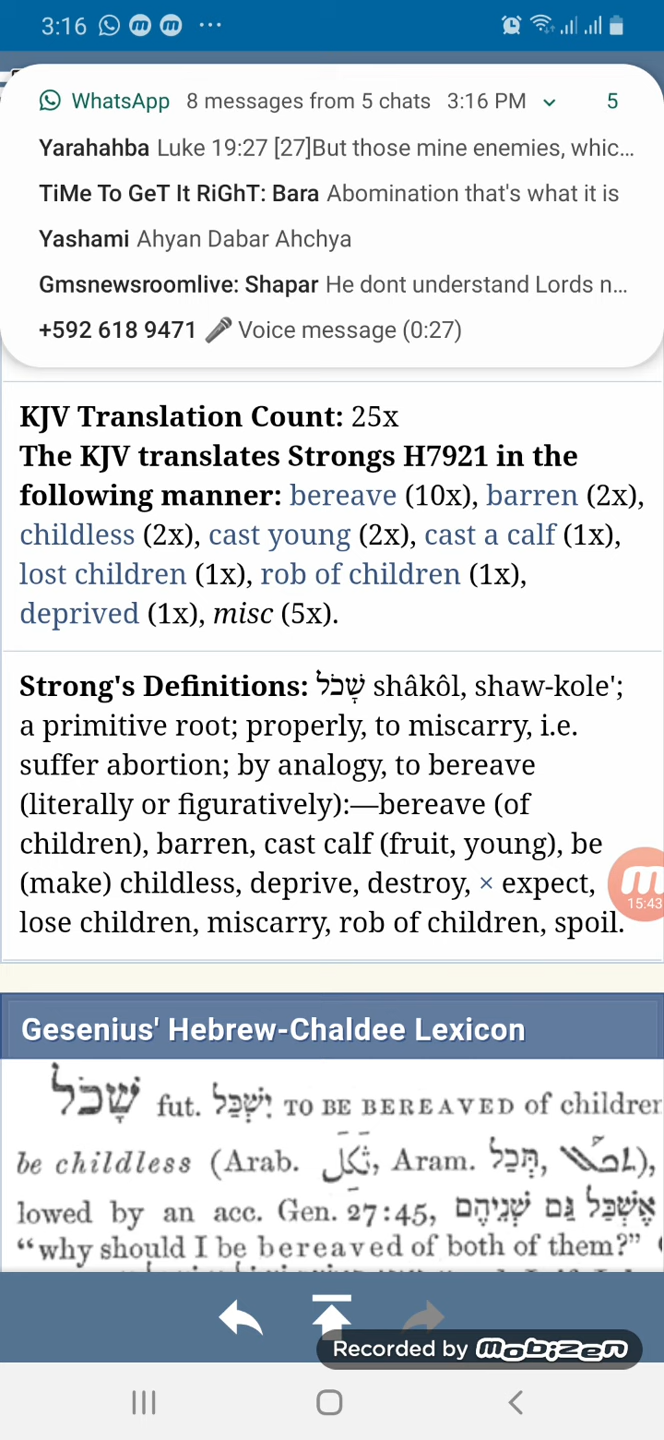 3:16
WhatsApp 8 messages from 5 chats 3:16 PM 5
Yarahahba Luke 19:27 [27]But those mine enemies, whic...
TiMe To GeT It RiGhT: Bara Abomination that's what it is
Yashami Ahyan Dabar Ahchya
Gmsnewsroomlive: Shapar He dont understand Lords n...
+592 618 9471 🎤 Voice message (0:27)
KJV Translation Count: 25x
The KJV translates Strongs H7921 in the
following manner: bereave (10x), barren (2x),
childless (2x), cast young (2x), cast a calf (1x),
lost children (1x), rob of children (1x),
deprived (1x), misc (5x).
Strong's Definitions: שָׁכֹל shâkôl, shaw-kole';
a primitive root; properly, to miscarry, i.e.
suffer abortion; by analogy, to bereave
(literally or figuratively):—bereave (of
children), barren, cast calf (fruit, young), be
(make) childless, deprive, destroy, × expect,
lose children, miscarry, rob of children, spoil.
m
15:43
Gesenius' Hebrew-Chaldee Lexicon
שָׁכֹל fut. יִשְׁכַּל TO BE BEREAVED of children
be childless (Arab. ثَكَلَ, Aram. תְּכַל,
lowed by an acc. Gen. 27:45, אֶשְׁכַּל גַּם שְׁנֵיהֶם
“why should I be bereaved of both of them?”
Recorded by mobizen